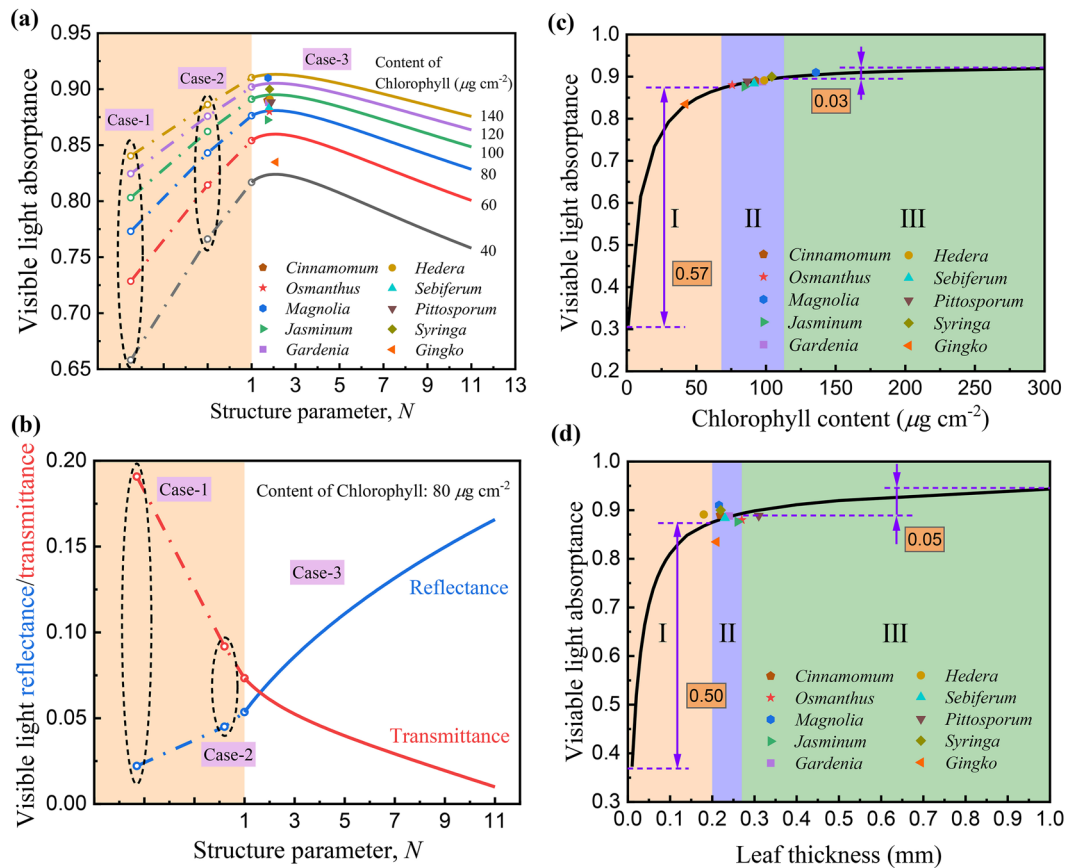 (a)
0.95
0.90
0.85
0.80
0.75
0.70
0.65
Visible light absorptance
Case-1
Case-2
Case-3
Content of
Chlorophyll (μg cm-2)
140
120
100
80
60
40
Cinnamomum
Osmanthus
Magnolia
Jasminum
Gardenia
Hedera
Sebiferum
Pittosporum
Syringa
Gingko
1 3 5 7 9 11 13
Structure parameter, N
(b)
0.20
0.15
0.10
0.05
0.00
Visible light reflectance/transmittance
Case-1
Content of Chlorophyll: 80 μg cm-2
Case-3
Reflectance
Case-2
Transmittance
1 3 5 7 9 11
Structure parameter, N
(c)
1.0
0.9
0.8
0.7
0.6
0.5
0.4
0.3
0.2
Visiable light absorptance
0.03
I
II
III
0.57
Cinnamomum
Osmanthus
Magnolia
Jasminum
Gardenia
Hedera
Sebiferum
Pittosporum
Syringa
Gingko
0 50 100 150 200 250 300
Chlorophyll content (μg cm-2)
(d)
1.0
0.9
0.8
0.7
0.6
0.5
0.4
0.3
Visiable light absorptance
0.05
I
II
III
0.50
Cinnamomum
Osmanthus
Magnolia
Jasminum
Gardenia
Hedera
Sebiferum
Pittosporum
Syringa
Gingko
0.0 0.1 0.2 0.3 0.4 0.5 0.6 0.7 0.8 0.9 1.0
Leaf thickness (mm)